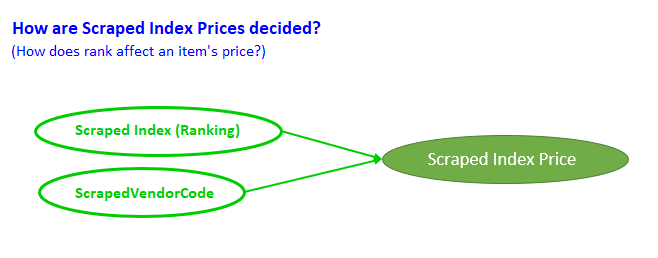 How are Scraped Index Prices decided?
(How does rank affect an item's price?)
Scraped Index (Ranking)
Scraped Index Price
ScrapedVendorCode